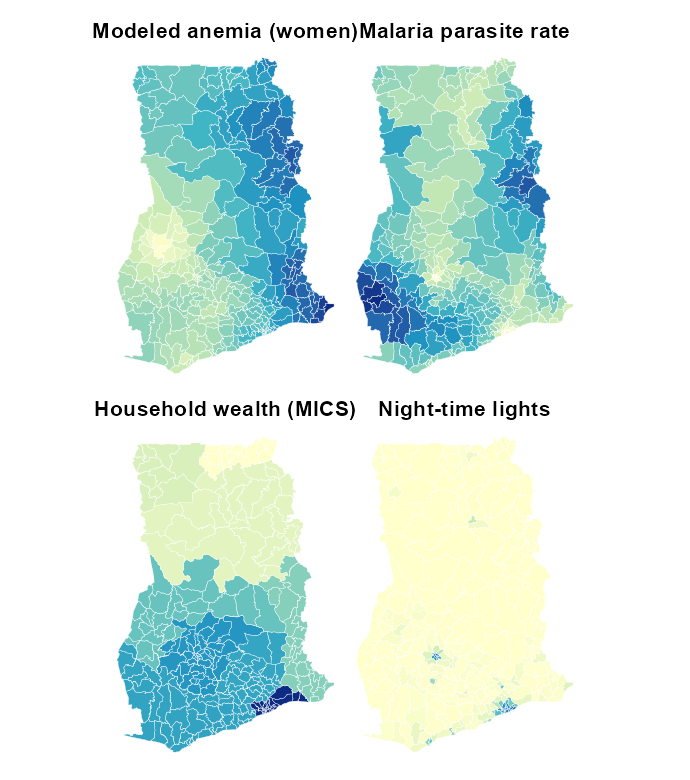 Modeled anemia (women)
Malaria parasite rate
Household wealth (MICS)
Night-time lights